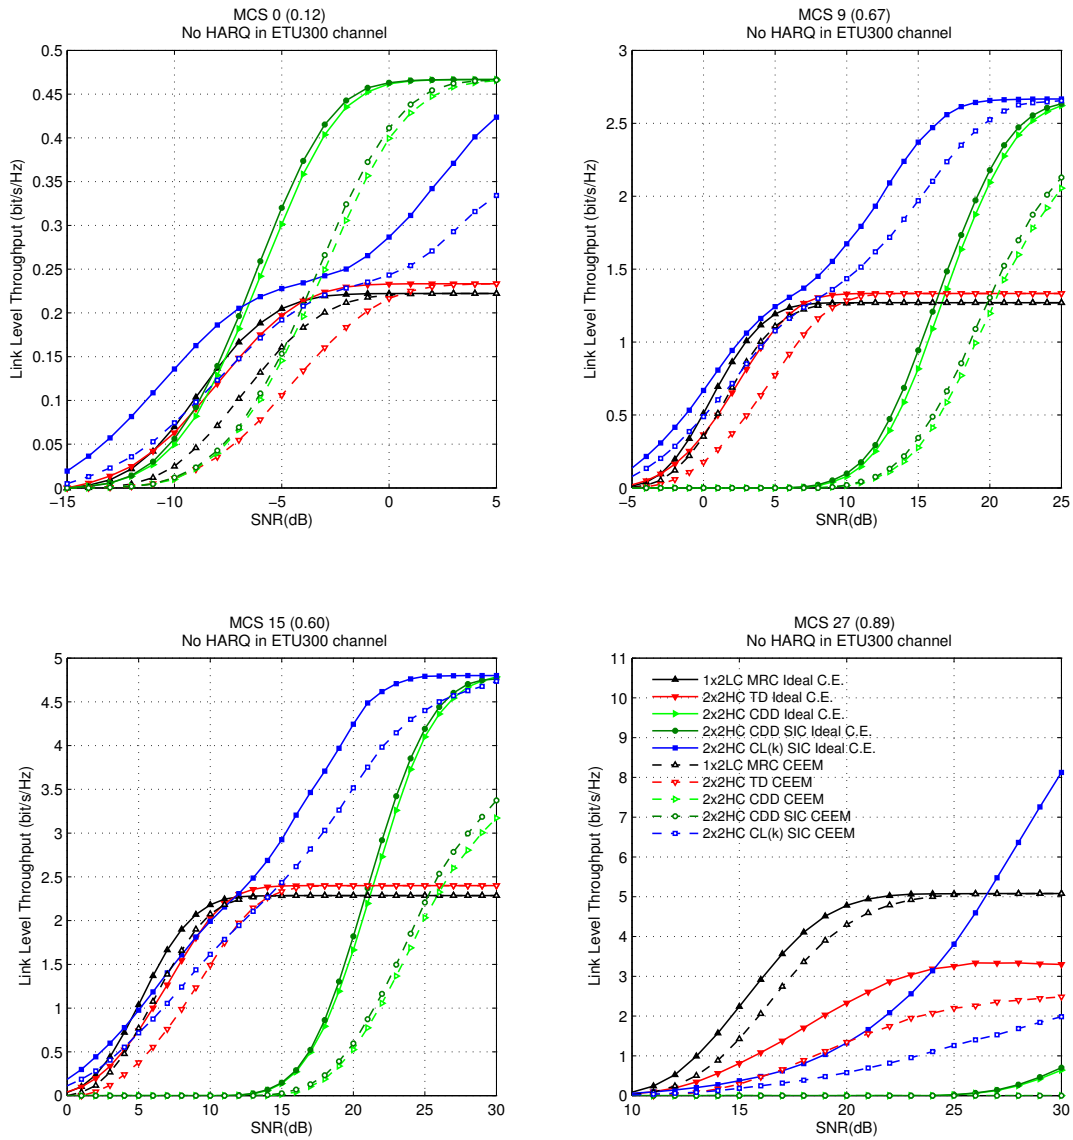 MCS 0 (0.12)
No HARQ in ETU300 channel
0.5
0.45
0.4
0.35
0.3
0.25
0.2
0.15
0.1
0.05
0
−15
−10
−5
0
5
SNR(dB)
Link Level Throughput (bit/s/Hz)
MCS 9 (0.67)
No HARQ in ETU300 channel
3
2.5
2
1.5
1
0.5
0
−5
0
5
10
15
20
25
SNR(dB)
Link Level Throughput (bit/s/Hz)
MCS 15 (0.60)
No HARQ in ETU300 channel
5
4.5
4
3.5
3
2.5
2
1.5
1
0.5
0
0
5
10
15
20
25
30
SNR(dB)
Link Level Throughput (bit/s/Hz)
MCS 27 (0.89)
No HARQ in ETU300 channel
11
10
9
8
7
6
5
4
3
2
1
0
10
15
20
25
30
SNR(dB)
Link Level Throughput (bit/s/Hz)
1x2LC MRC Ideal C.E.
2x2HC TD Ideal C.E.
2x2HC CDD Ideal C.E.
2x2HC CDD SIC Ideal C.E.
2x2HC CL(k) SIC Ideal C.E.
1x2LC MRC CEEM
2x2HC TD CEEM
2x2HC CDD CEEM
2x2HC CDD SIC CEEM
2x2HC CL(k) SIC CEEM